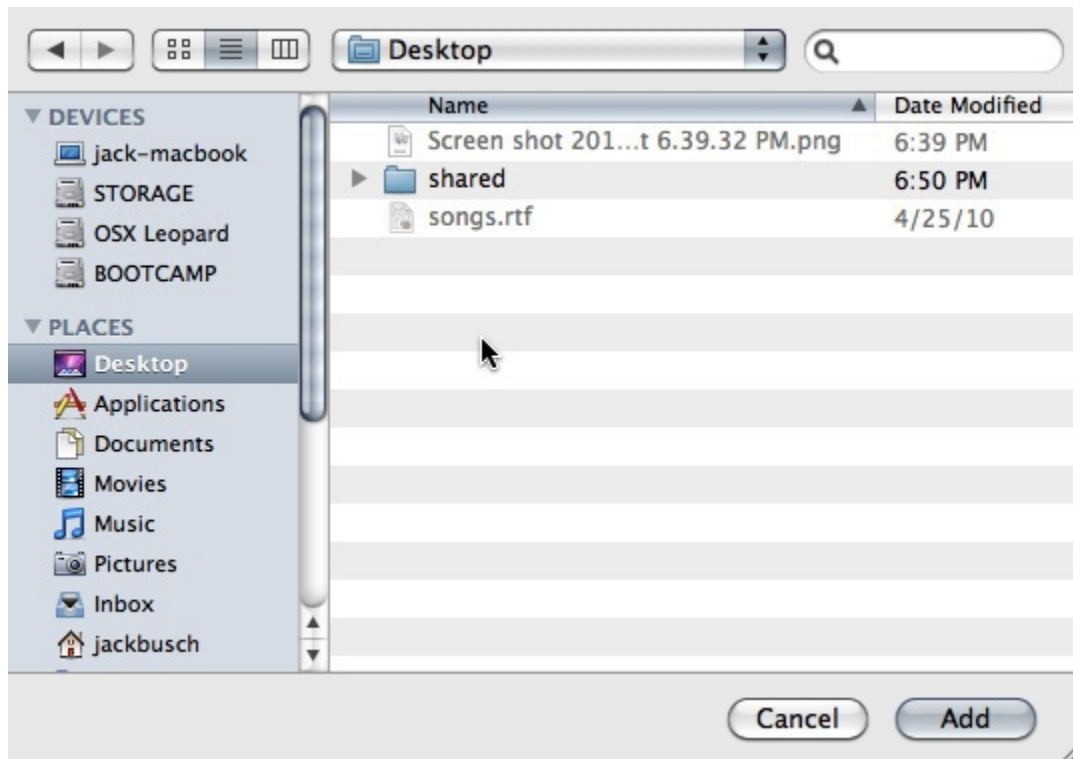 Desktop
DEVICES
jack-macbook
STORAGE
OSX Leopard
BOOTCAMP
PLACES
Desktop
Applications
Documents
Movies
Music
Pictures
Inbox
jackbusch
Name Date Modified
Screen shot 201...t 6.39.32 PM.png 6:39 PM
shared 6:50 PM
songs.rtf 4/25/10
Cancel Add